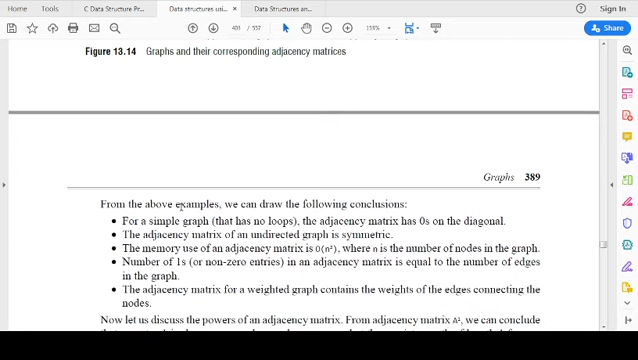 Home
Tools
C Data Structure Pr...
Data structures usi... ×
Data Structures an...
Sign In
401 / 557
159%
Share
Figure 13.14 Graphs and their corresponding adjacency matrices
Graphs 389
From the above examples, we can draw the following conclusions:
• For a simple graph (that has no loops), the adjacency matrix has 0s on the diagonal.
• The adjacency matrix of an undirected graph is symmetric.
• The memory use of an adjacency matrix is O(n²), where n is the number of nodes in the graph.
• Number of 1s (or non-zero entries) in an adjacency matrix is equal to the number of edges
in the graph.
• The adjacency matrix for a weighted graph contains the weights of the edges connecting the
nodes.
Now let us discuss the powers of an adjacency matrix. From adjacency matrix A¹, we can conclude